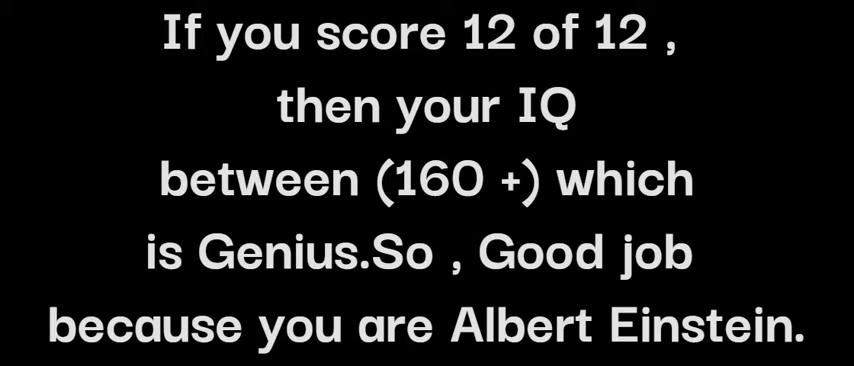 If you score 12 of 12 ,
then your IQ
between (160 +) which
is Genius.So , Good job
because you are Albert Einstein.